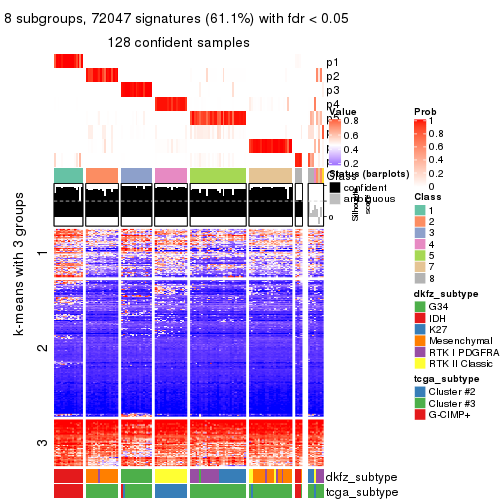 8 subgroups, 72047 signatures (61.1%) with fdr < 0.05
128 confident samples
p1
p2
p3
p4
Value
0.8
0.6
0.4
0.2
Status (barplots)
confident
ambiguous
Class
0
Silhouette
score
k-means with 3 groups
1
2
3
dkfz_subtype
tcga_subtype
Prob
1
0.8
0.6
0.4
0.2
0
Class
1
2
3
4
5
7
8
dkfz_subtype
G34
IDH
K27
Mesenchymal
RTK I PDGFRA
RTK II Classic
tcga_subtype
Cluster #2
Cluster #3
G-CIMP+